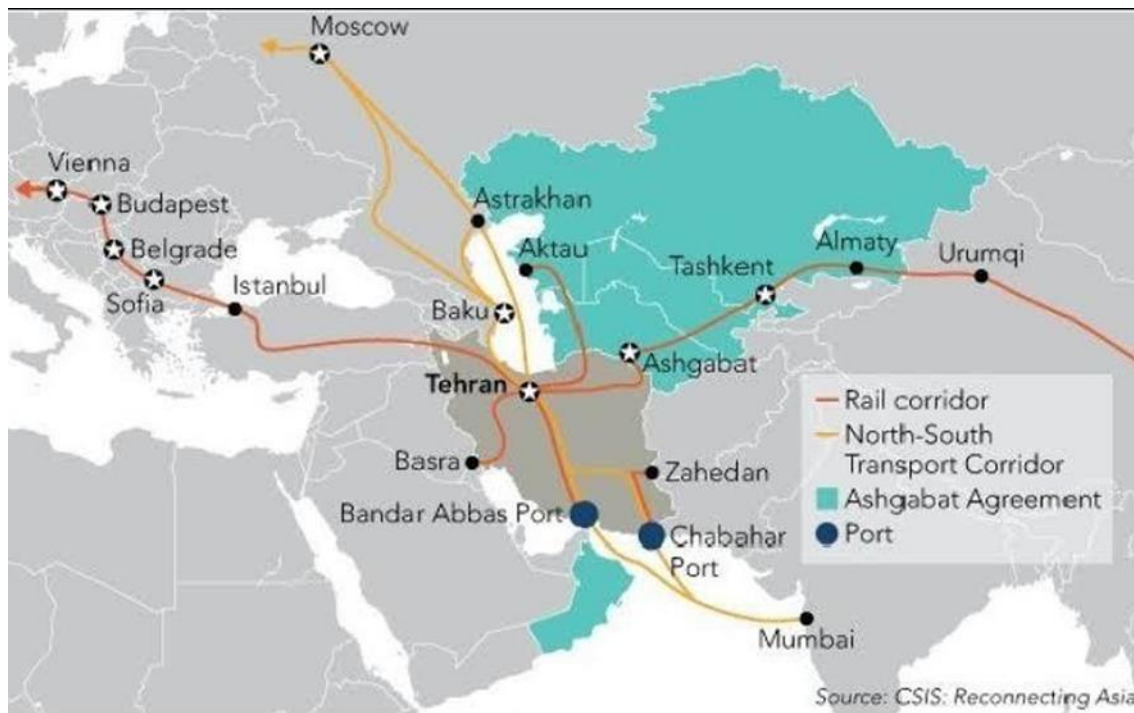 Moscow
Vienna
Budapest
Belgrade
Sofia
Istanbul
Astrakhan
Aktau
Almaty
Urumqi
Tashkent
Baku
Ashgabat
Tehran
Basra
Zahedan
Bandar Abbas Port
Chabahar
Port
Mumbai
Rail corridor
North-South
Transport Corridor
Ashgabat Agreement
Port
Source: CSIS: Reconnecting Asia